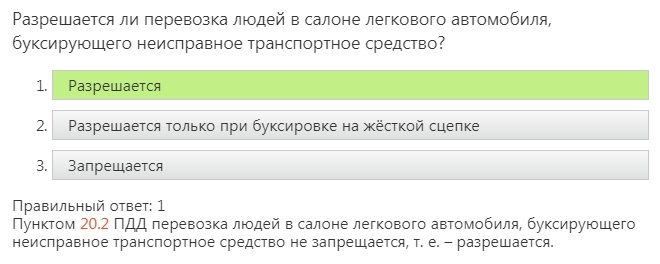 Разрешается ли перевозка людей в салоне легкового автомобиля,
буксирующего неисправное транспортное средство?
1. Разрешается
2. Разрешается только при буксировке на жёсткой сцепке
3. Запрещается
Правильный ответ: 1
Пунктом 20.2 ПДД перевозка людей в салоне легкового автомобиля, буксирующего
неисправное транспортное средство не запрещается, т. е. – разрешается.